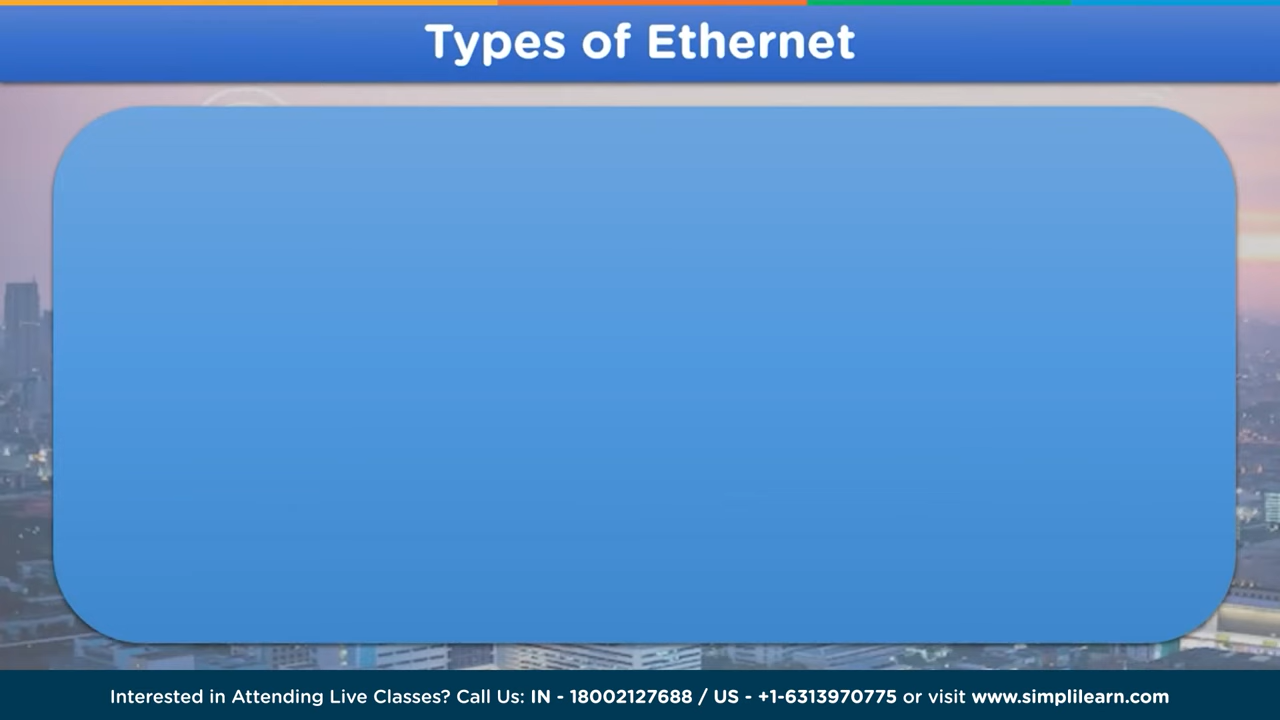 Types of Ethernet
Interested in Attending Live Classes? Call Us: IN - 18002127688 / US - +1-6313970775 or visit www.simplilearn.com